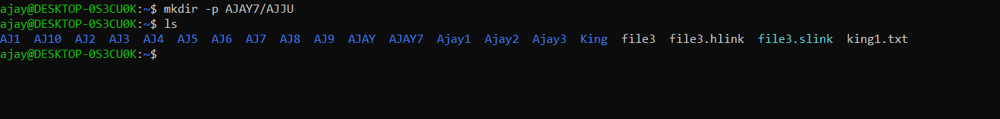 ajay@DESKTOP-0S3CU0K:~$ mkdir -p AJAY7/AJJU
ajay@DESKTOP-0S3CU0K:~$ ls
AJ1  AJ10  AJ2  AJ3  AJ4  AJ5  AJ6  AJ7  AJ8  AJ9  AJAY  AJAY7  Ajay1  Ajay2  Ajay3  King  file3  file3.hlink  file3.slink  king1.txt
ajay@DESKTOP-0S3CU0K:~$